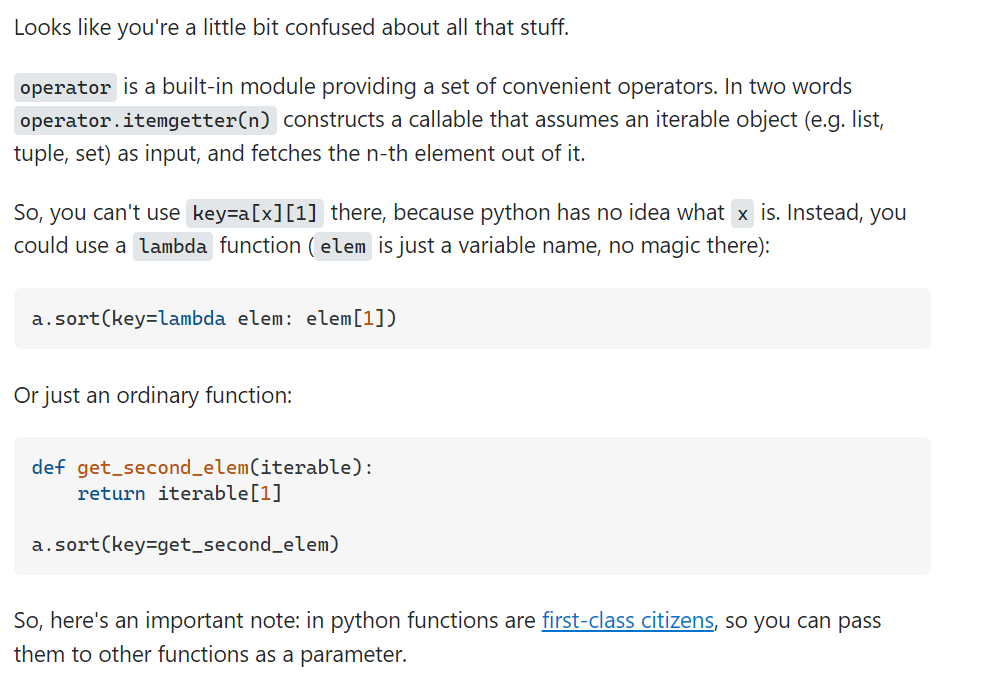 Looks like you're a little bit confused about all that stuff.
operator is a built-in module providing a set of convenient operators. In two words
operator.itemgetter(n) constructs a callable that assumes an iterable object (e.g. list,
tuple, set) as input, and fetches the n-th element out of it.
So, you can't use key=a[x][1] there, because python has no idea what x is. Instead, you
could use a lambda function (elem is just a variable name, no magic there):
a.sort(key=lambda elem: elem[1])
Or just an ordinary function:
def get_second_elem(iterable):
    return iterable[1]
a.sort(key=get_second_elem)
So, here's an important note: in python functions are first-class citizens, so you can pass
them to other functions as a parameter.